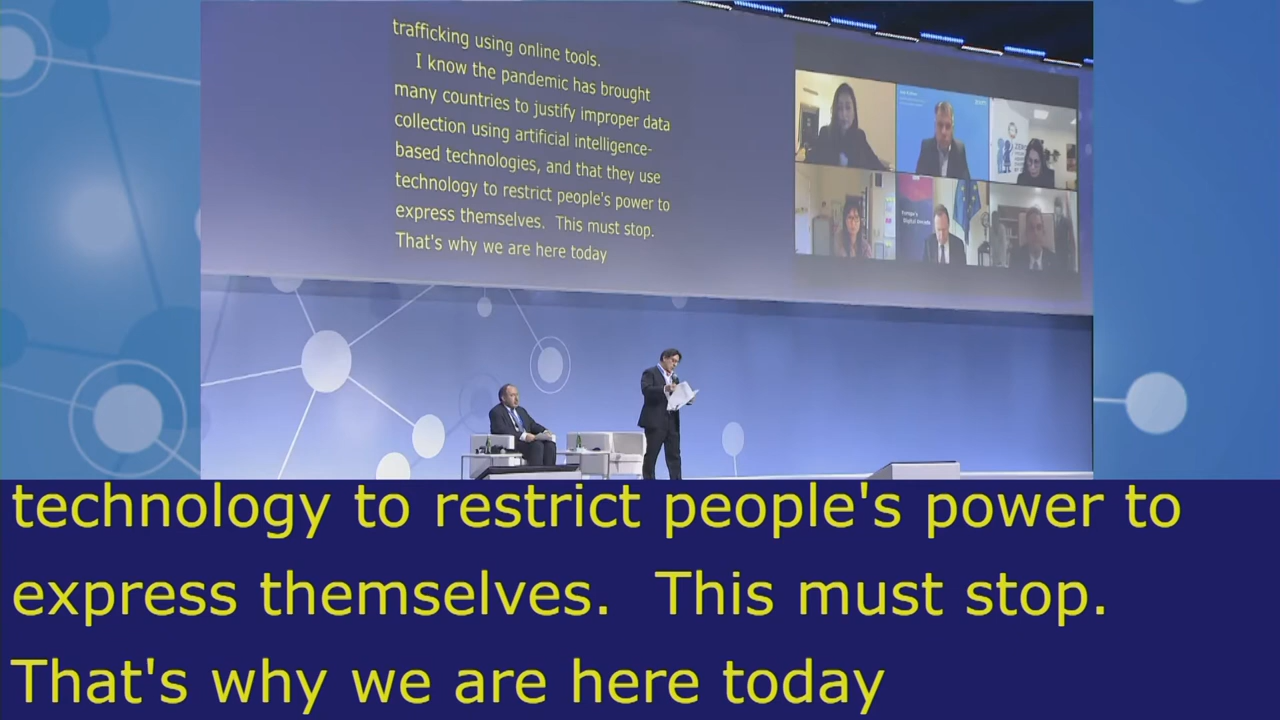 trafficking using online tools.
I know the pandemic has brought
many countries to justify improper data
collection using artificial intelligence-
based technologies, and that they use
technology to restrict people's power to
express themselves.  This must stop.
That's why we are here today
Europe's
Digital Decade
technology to restrict people's power to
express themselves.  This must stop.
That's why we are here today